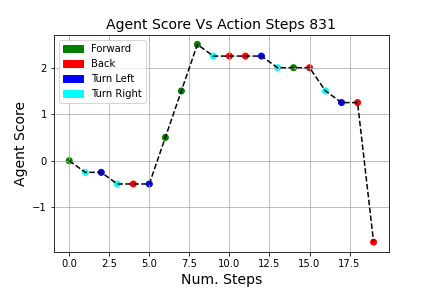 Agent Score Vs Action Steps 831
Forward
Back
Turn Left
Turn Right
2
1
0
−1
Agent Score
0.0 2.5 5.0 7.5 10.0 12.5 15.0 17.5
Num. Steps